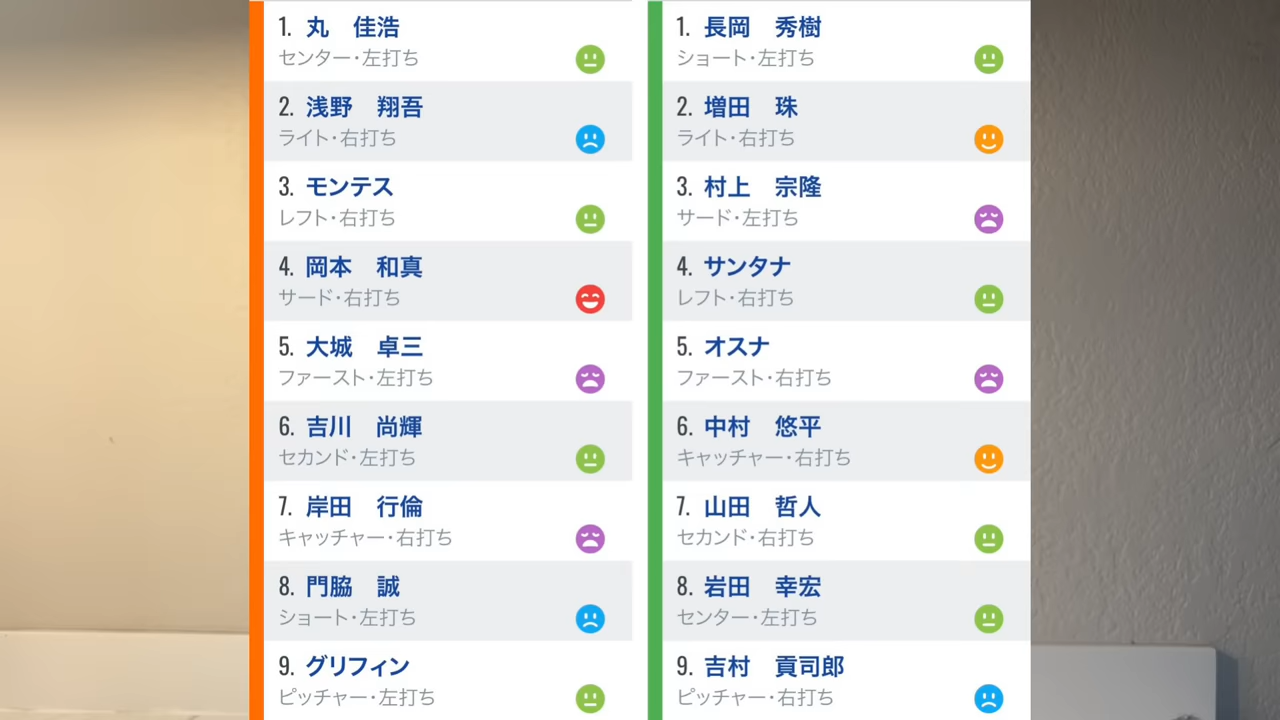 1. 丸 佳浩
センター・左打ち
2. 浅野 翔吾
ライト・右打ち
3. モンテス
レフト・右打ち
4. 岡本 和真
サード・右打ち
5. 大城 卓三
ファースト・左打ち
6. 吉川 尚輝
セカンド・左打ち
7. 岸田 行倫
キャッチャー・右打ち
8. 門脇 誠
ショート・左打ち
9. グリフィン
ピッチャー・左打ち
1. 長岡 秀樹
ショート・左打ち
2. 増田 珠
ライト・右打ち
3. 村上 宗隆
サード・左打ち
4. サンタナ
レフト・右打ち
5. オスナ
ファースト・右打ち
6. 中村 悠平
キャッチャー・右打ち
7. 山田 哲人
セカンド・右打ち
8. 岩田 幸宏
センター・左打ち
9. 吉村 貢司郎
ピッチャー・右打ち